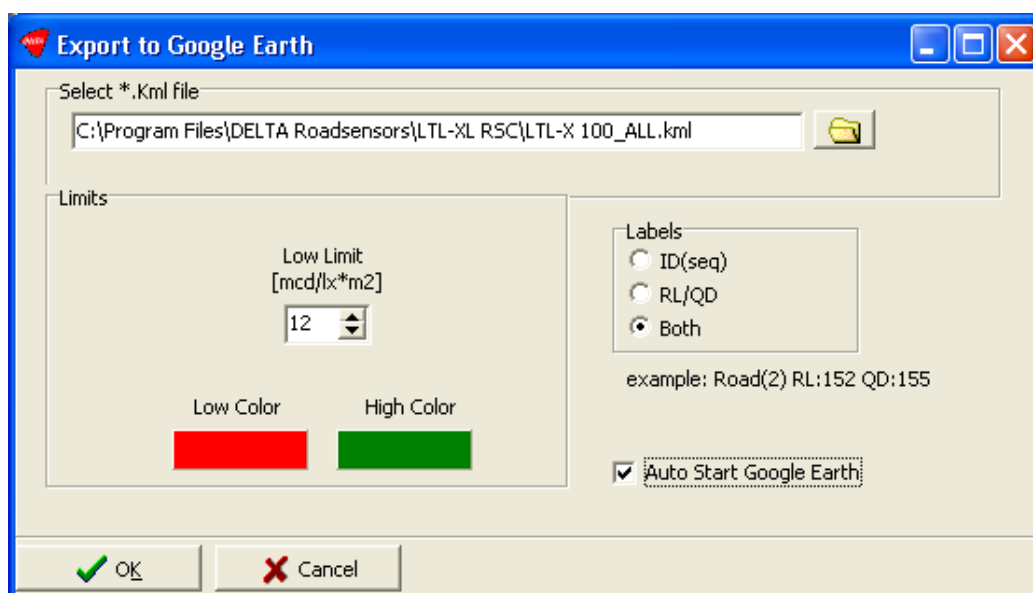 Export to Google Earth
Select *.Kml file
C:\Program Files\DELTA Roadsensors\LTL-XL RSC\LTL-X 100_ALL.kml
Limits
Low Limit
[mcd/lx*m2]
12
Low Color High Color
Labels
ID(seq)
RL/QD
Both
example: Road(2) RL:152 QD:155
Auto Start Google Earth
OK Cancel